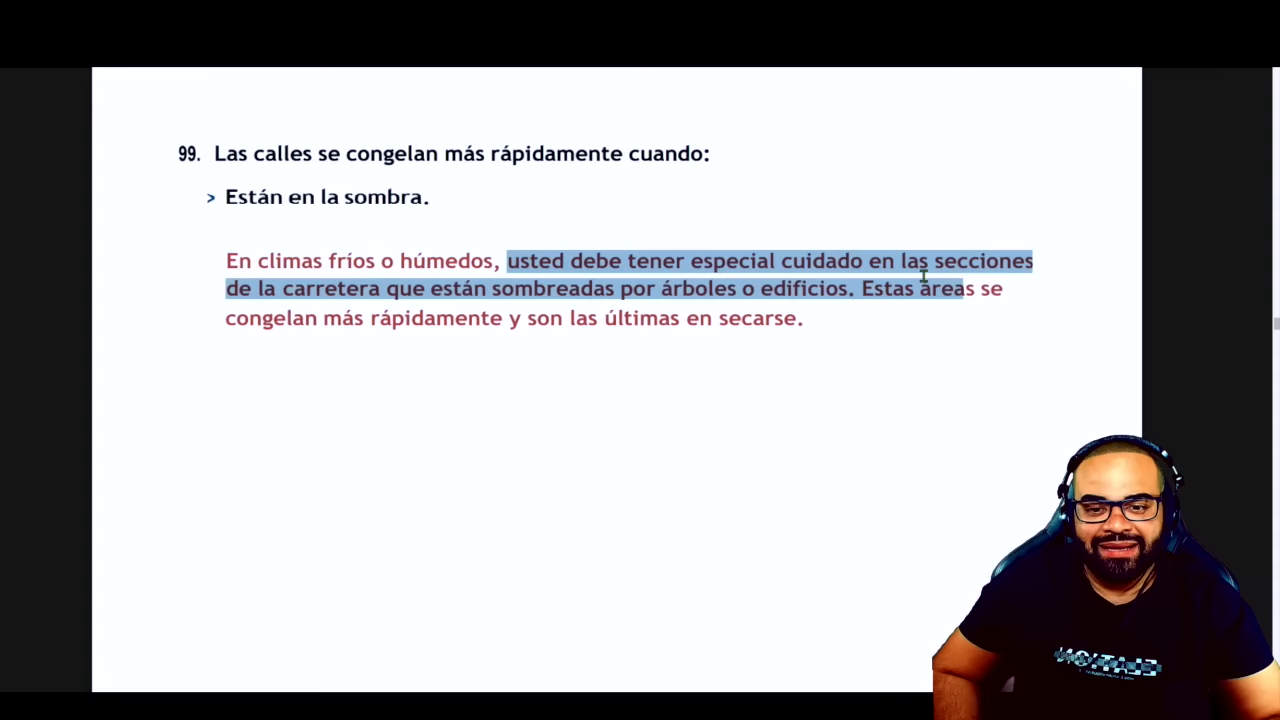 99. Las calles se congelan más rápidamente cuando:
> Están en la sombra.
En climas fríos o húmedos, usted debe tener especial cuidado en las secciones
de la carretera que están sombreadas por árboles o edificios. Estas áreas se
congelan más rápidamente y son las últimas en secarse.